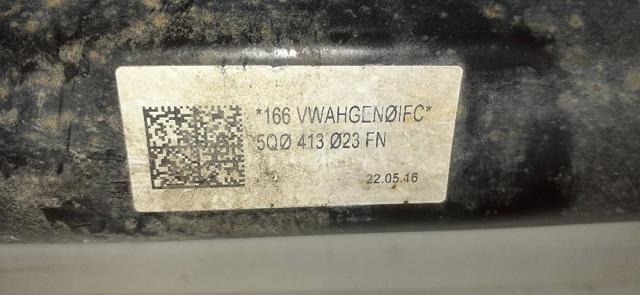 *166 VWAHGENØIFC*
5QØ 413 Ø23 FN
22.05.16